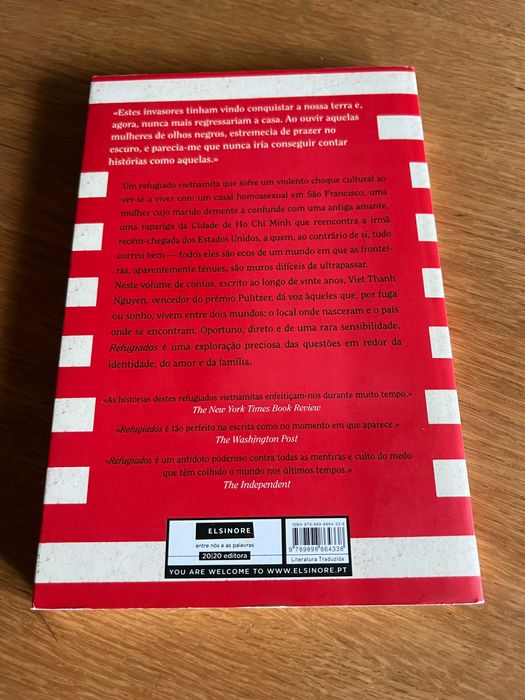 «Estes invasores tinham vindo conquistar a nossa terra e,
agora, nunca mais regressariam a casa. Ao ouvir aquelas
mulheres de olhos negros, estremecia de prazer no
escuro, e parecia-me que nunca iria conseguir contar
histórias como aquelas.»
Um refugiado vietnamita que sofre um violento choque cultural ao
ver-se a viver com um casal homossexual em São Francisco, uma
mulher cujo marido demente a confunde com uma antiga amante,
uma rapariga da Cidade de Ho Chi Minh que reencontra a irmã
recém-chegada dos Estados Unidos, a quem, ao contrário de si, tudo
correu bem — todos eles são ecos de um mundo em que as frontei-
ras, aparentemente ténues, são muros difíceis de ultrapassar.
Neste volume de contos, escrito ao longo de vinte anos, Viet Thanh
Nguyen, vencedor do prémio Pulitzer, dá voz àqueles que, por fuga
ou sonho, vivem entre dois mundos: o local onde nasceram e o país
onde se encontram. Oportuno, direto e de uma rara sensibilidade,
Refugiados é uma exploração preciosa das questões em redor da
identidade, do amor e da família.
«As histórias destes refugiados vietnamitas enfeitiçam-nos durante muito tempo.»
The New York Times Book Review
«Refugiados é tão perfeito na escrita como no momento em que aparece.»
The Washington Post
«Refugiados é um antídoto poderoso contra todas as mentiras e culto do medo
que têm colhido o mundo nos últimos tempos.»
The Independent
ELSINORE
entre nós e as palavras
20|20 editora
ISBN 978-989-8864-33-8
9 789898 864338
Literatura Traduzida
YOU ARE WELCOME TO WWW.ELSINORE.PT